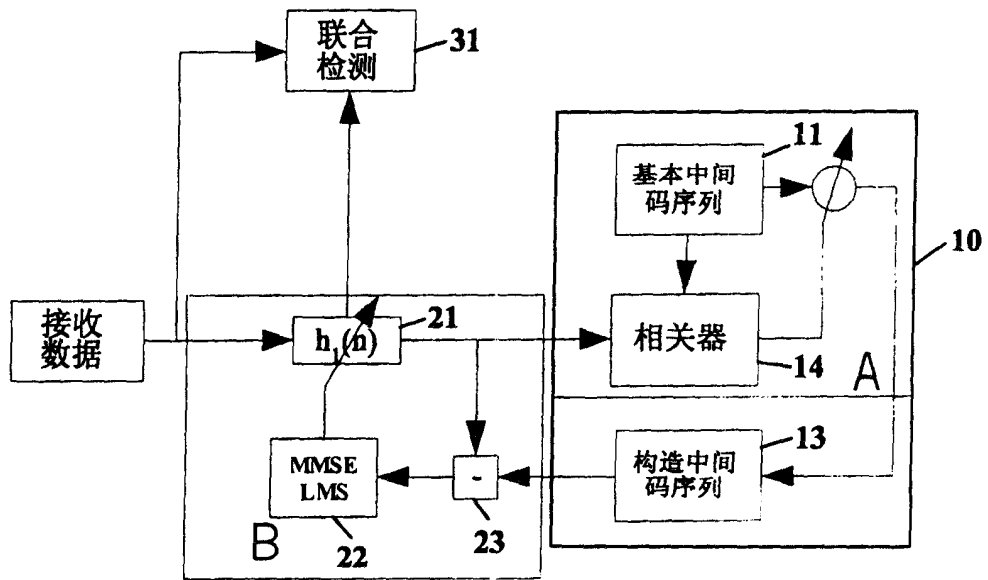 联合
检测
31
11
基本中间
码序列
10
接收
数据
h₁(n)
21
相关器
14
A
MMSE
LMS
22
-
23
构造中间
码序列
13
B